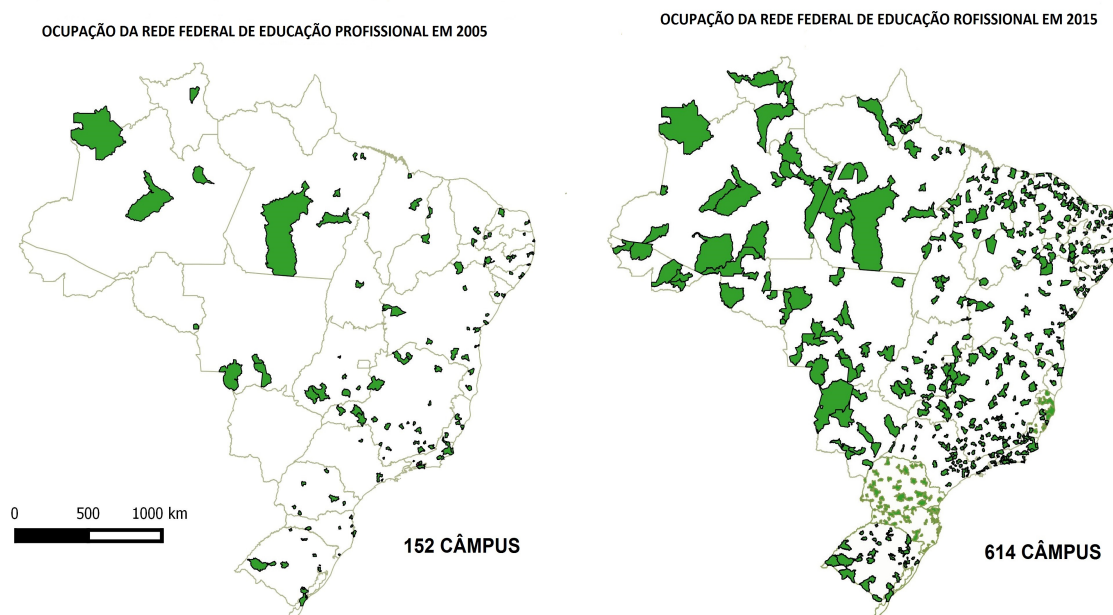 OCUPAÇÃO DA REDE FEDERAL DE EDUCAÇÃO PROFISSIONAL EM 2005
OCUPAÇÃO DA REDE FEDERAL DE EDUCAÇÃO ROFISSIONAL EM 2015
0 500 1000 km
152 CÂMPUS
614 CÂMPUS